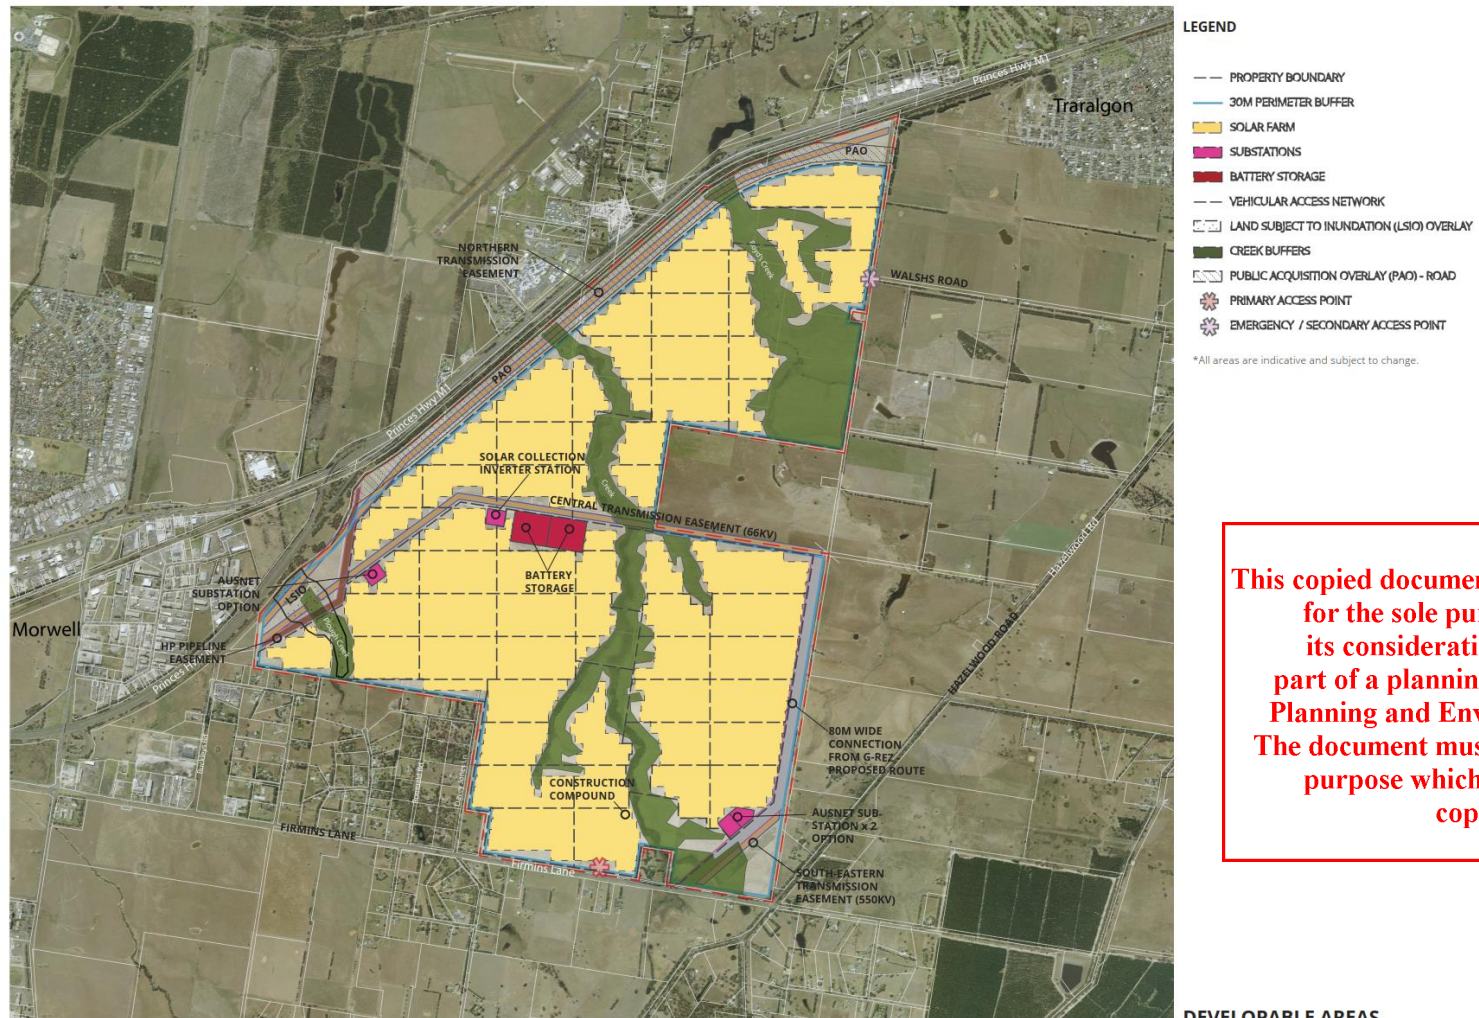 LEGEND
PROPERTY BOUNDARY
30M PERIMETER BUFFER
SOLAR FARM
SUBSTATIONS
BATTERY STORAGE
VEHICULAR ACCESS NETWORK
LAND SUBJECT TO INUNDATION (LSIO) OVERLAY
CREEK BUFFERS
PUBLIC ACQUISITION OVERLAY (PAO) - ROAD
PRIMARY ACCESS POINT
EMERGENCY / SECONDARY ACCESS POINT
*All areas are indicative and subject to change.
Princes Hwy M1
Traralgon
PAO
NORTHERN
TRANSMISSION
EASEMENT
Creek
WALSHS ROAD
PAO
Princes Hwy M1
SOLAR COLLECTION
INVERTER STATION
Creek
CENTRAL TRANSMISSION EASEMENT (66KV)
Hazelwood Rd
BATTERY
STORAGE
AUSNET
SUBSTATION
OPTION
LSIO
Morwell
HP PIPELINE
EASEMENT
Princes H
HAZELWOOD ROAD
80M WIDE
CONNECTION
FROM G-REZ
PROPOSED ROUTE
CONSTRUCTION
COMPOUND
AUSNET SUB-
STATION x 2
OPTION
FIRMINS LANE
Firmins Lane
SOUTH-EASTERN
TRANSMISSION
EASEMENT (550KV)
This copied documen
for the sole pu
its considerati
part of a plannin
Planning and Env
The document mus
purpose which
cop
DEVELOPABLE AREAS